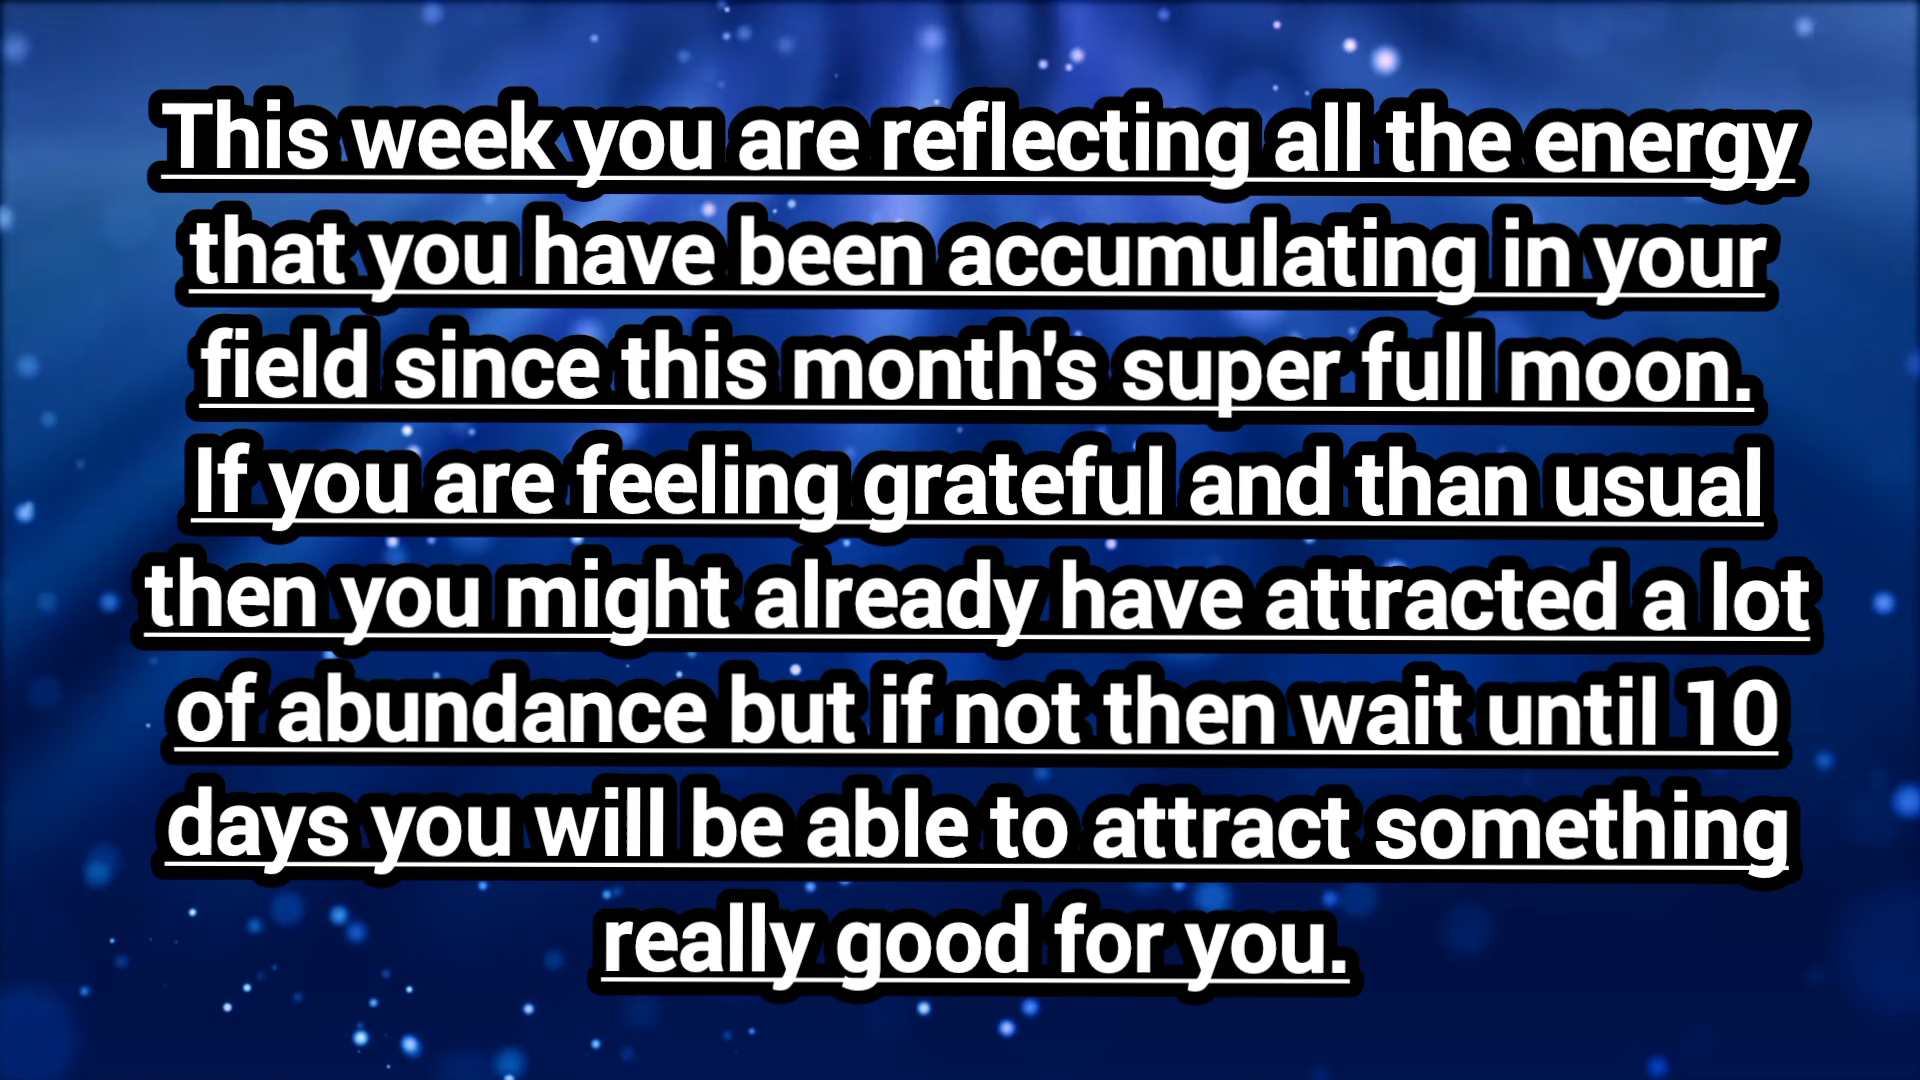 This week you are reflecting all the energy
that you have been accumulating in your
field since this month's super full moon.
If you are feeling grateful and than usual
then you might already have attracted a lot
of abundance but if not then wait until 10
days you will be able to attract something
really good for you.